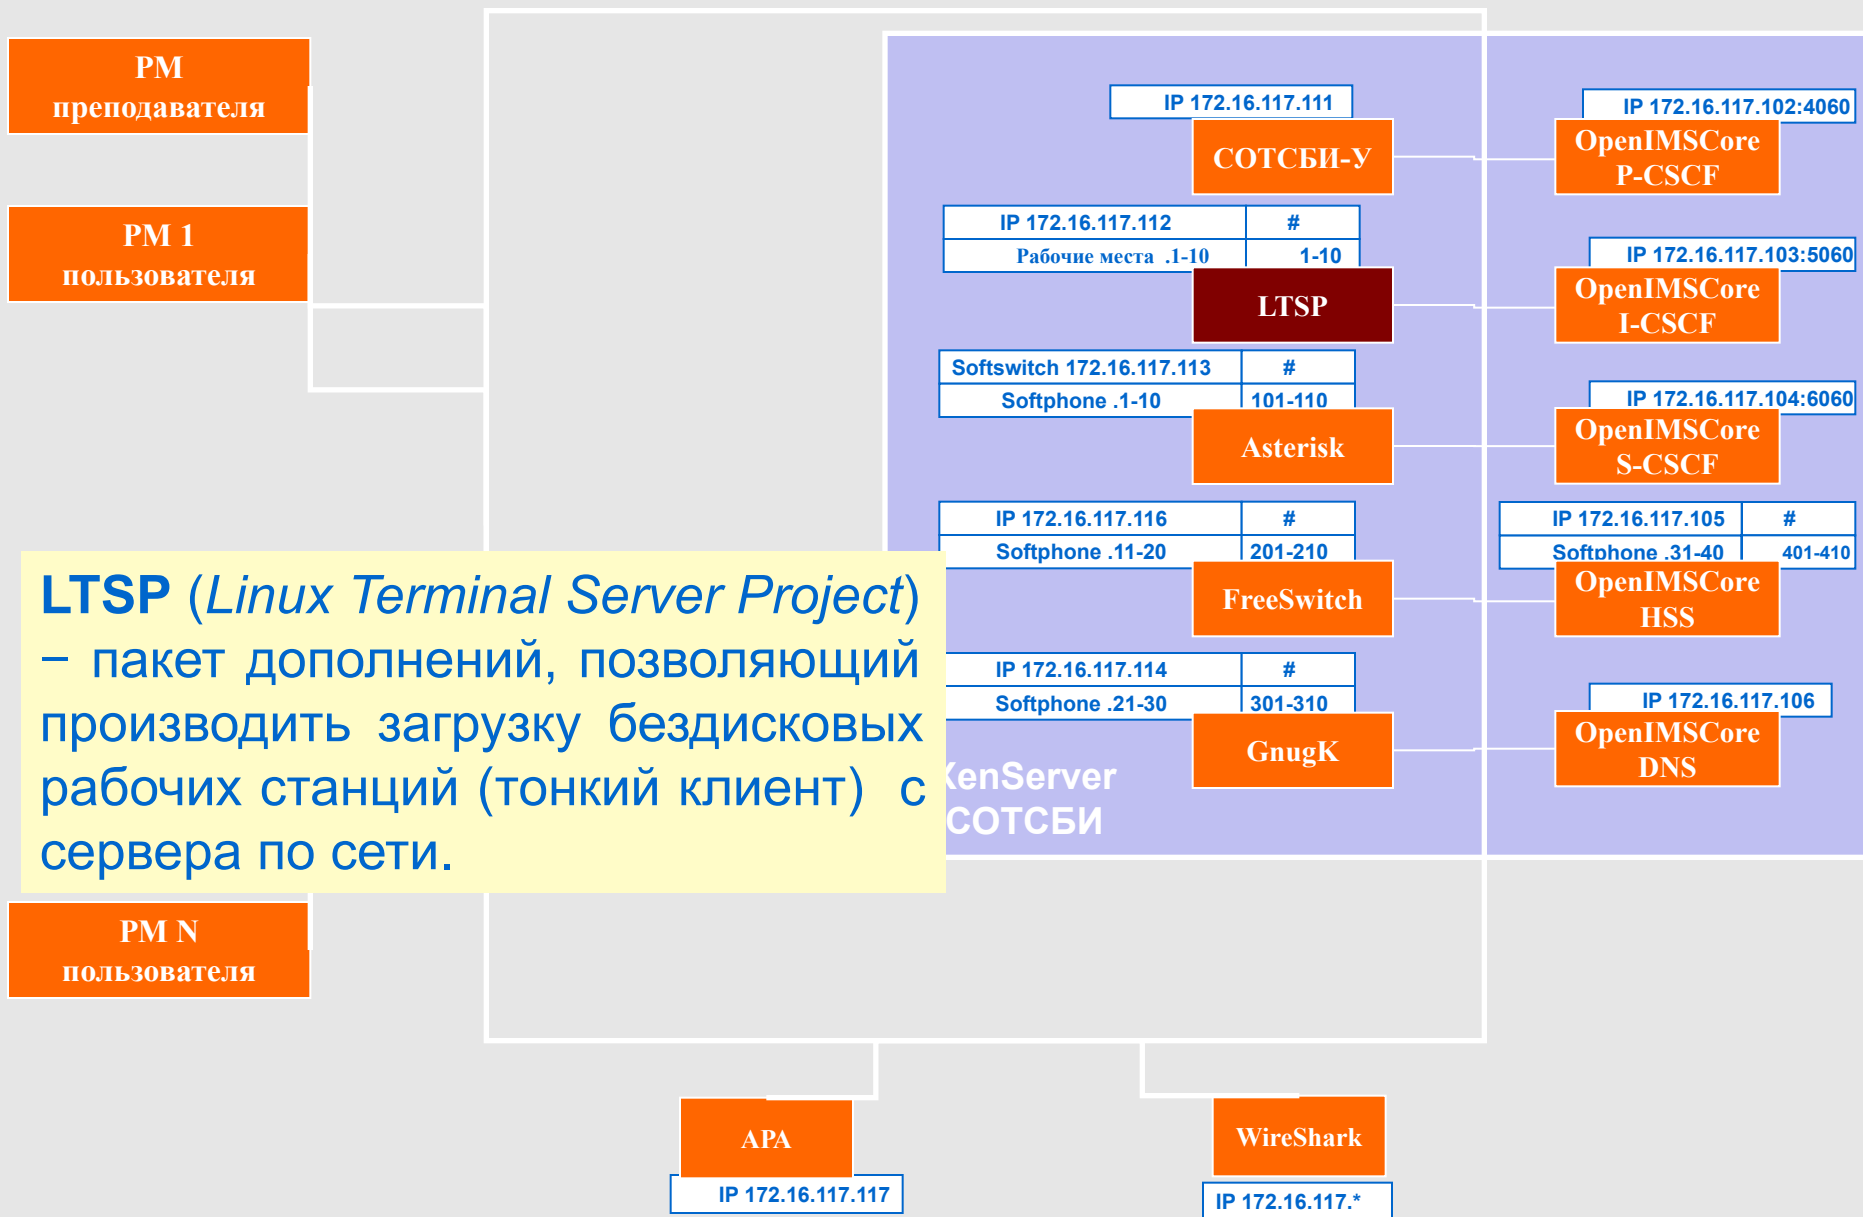 РМ
преподавателя
РМ 1
пользователя
IP 172.16.117.111
СОТСБИ-У
IP 172.16.117.102:4060
OpenIMSCore
P-CSCF
IP 172.16.117.112 #
Рабочие места .1-10 1-10
LTSP
IP 172.16.117.103:5060
OpenIMSCore
I-CSCF
Softswitch 172.16.117.113 #
Softphone .1-10 101-110
Asterisk
IP 172.16.117.104:6060
OpenIMSCore
S-CSCF
IP 172.16.117.116 #
Softphone .11-20 201-210
FreeSwitch
IP 172.16.117.105 #
Softphone .31-40 401-410
OpenIMSCore
HSS
LTSP (Linux Terminal Server Project)
– пакет дополнений, позволяющий
производить загрузку бездисковых
рабочих станций (тонкий клиент) с
сервера по сети.
IP 172.16.117.114 #
Softphone .21-30 301-310
GnugK
IP 172.16.117.106
OpenIMSCore
DNS
XenServer
СОТСБИ
РМ N
пользователя
АРА
IP 172.16.117.117
WireShark
IP 172.16.117.*